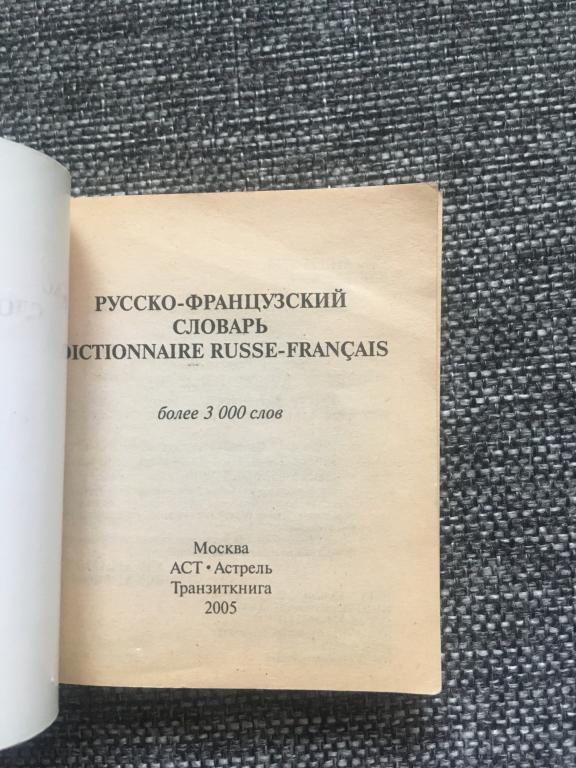 РУССКО-ФРАНЦУЗСКИЙ
СЛОВАРЬ
DICTIONNAIRE RUSSE-FRANÇAIS
более 3 000 слов
Москва
АСТ • Астрель
Транзиткнига
2005